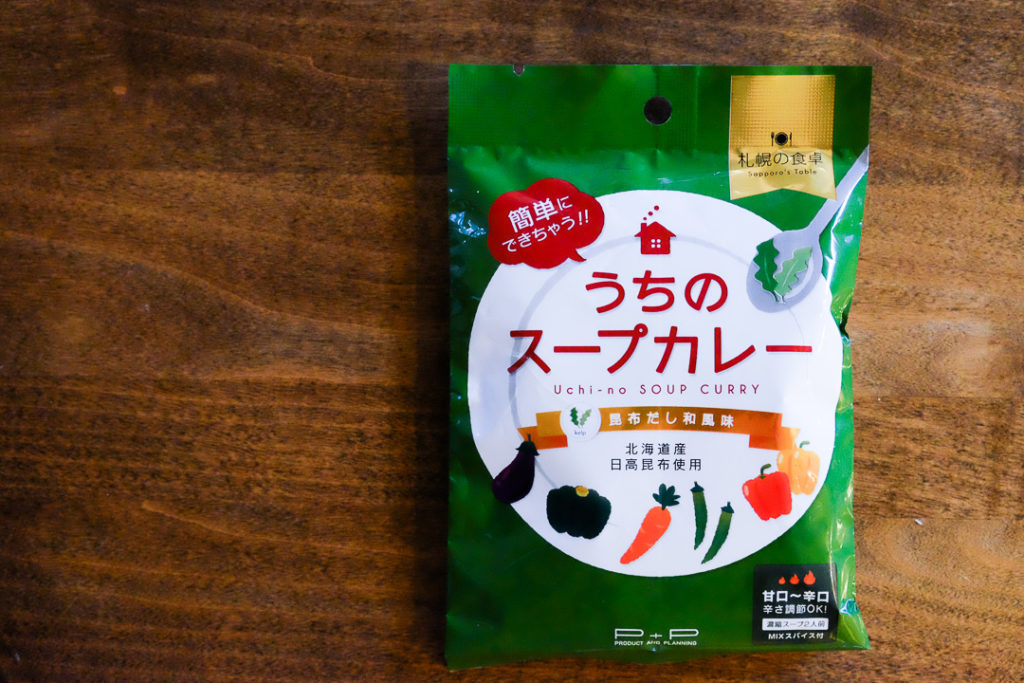 札幌の食卓
Sapporo's Table
簡単に
できちゃう!!
うちの
スープカレー
Uchi-no SOUP CURRY
kelp
昆布だし和風味
北海道産
日高昆布使用
甘口〜辛口
辛さ調節OK!
濃縮スープ2人前
MIXスパイス付
P+P
PRODUCT AND PLANNING